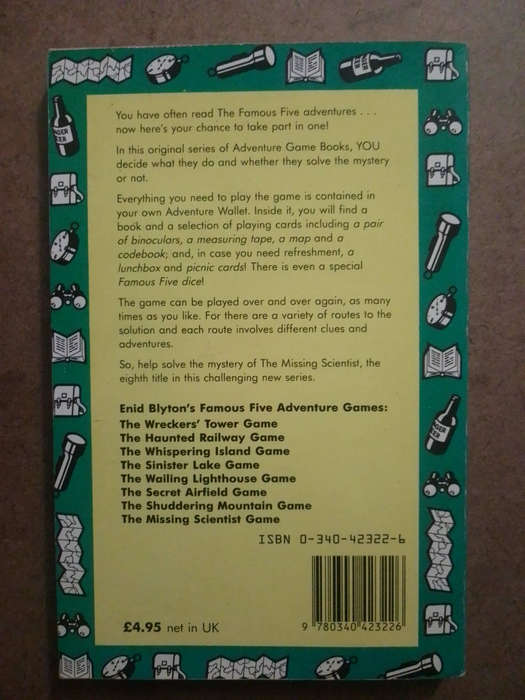 You have often read The Famous Five adventures . . .
now here's your chance to take part in one!
In this original series of Adventure Game Books, YOU
decide what they do and whether they solve the mystery
or not.
Everything you need to play the game is contained in
your own Adventure Wallet. Inside it, you will find a
book and a selection of playing cards including a pair
of binoculars, a measuring tape, a map and a
codebook; and, in case you need refreshment, a
lunchbox and picnic cards! There is even a special
Famous Five dice!
The game can be played over and over again, as many
times as you like. For there are a variety of routes to the
solution and each route involves different clues and
adventures.
So, help solve the mystery of The Missing Scientist, the
eighth title in this challenging new series.
Enid Blyton's Famous Five Adventure Games:
The Wreckers' Tower Game
The Haunted Railway Game
The Whispering Island Game
The Sinister Lake Game
The Wailing Lighthouse Game
The Secret Airfield Game
The Shuddering Mountain Game
The Missing Scientist Game
ISBN 0-340-42322-6
£4.95 net in UK
9 780340 423226